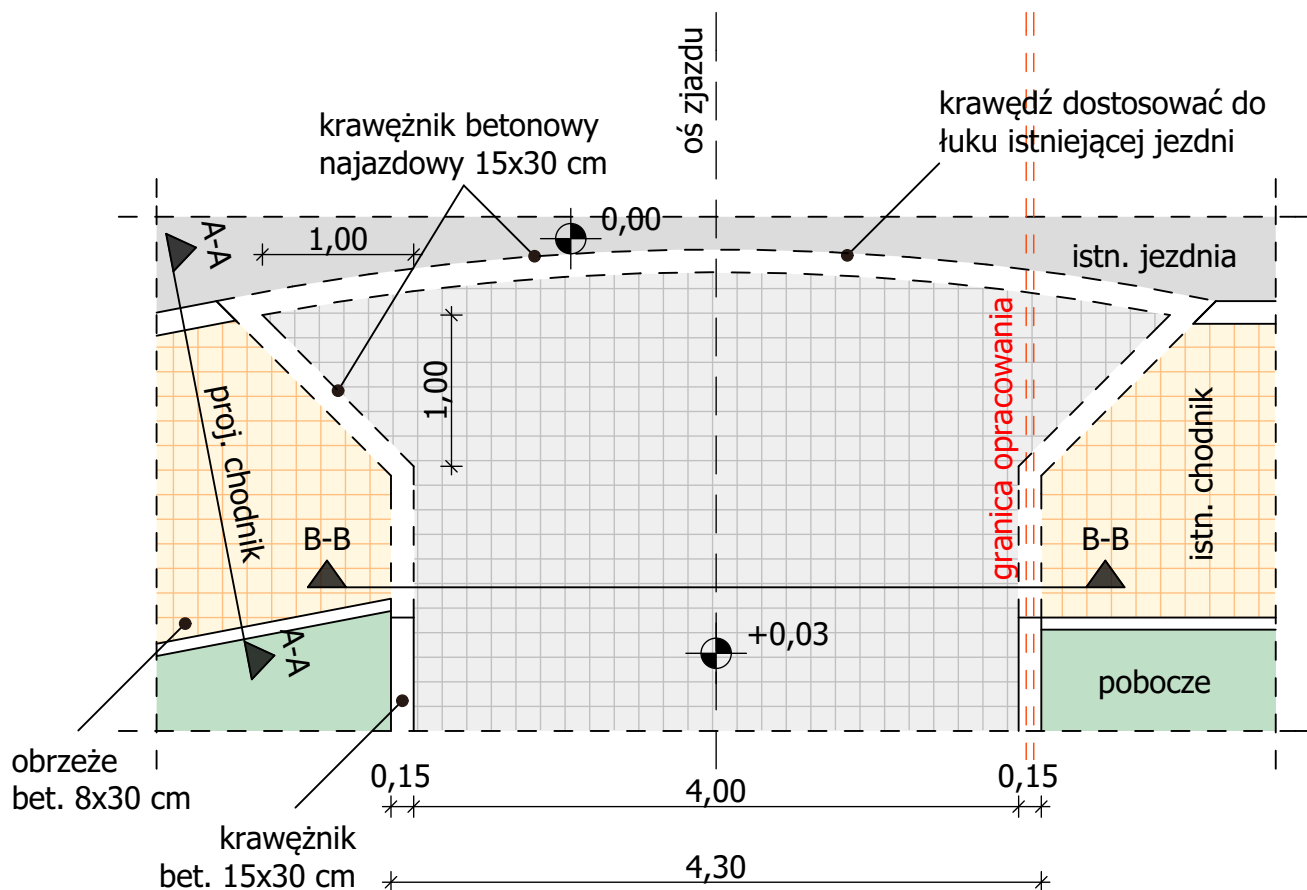 oś zjazdu
krawężnik betonowy
najazdowy 15x30 cm
krawędź dostosować do
łuku istniejącej jezdni
0,00
A-A
1,00
istn. jezdnia
1,00
granica opracowania
proj. chodnik
istn. chodnik
B-B
B-B
A-A
+0,03
pobocze
obrzeże
bet. 8x30 cm
0,15
4,00
0,15
krawężnik
bet. 15x30 cm
4,30